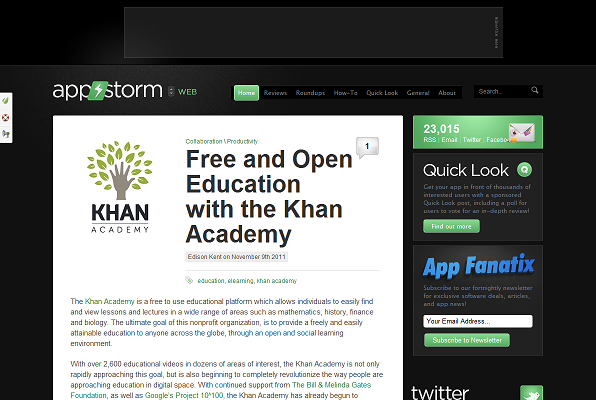 appstorm WEB
Home Reviews Roundups How-To Quick Look General About
Search...
Collaboration \ Productivity
1
Free and Open
Education
with the Khan
Academy
KHAN
ACADEMY
Edison Kent on November 9th 2011
education, elearning, khan academy
The Khan Academy is a free to use educational platform which allows individuals to easily find
and view lessons and lectures in a wide range of areas such as mathematics, history, finance
and biology. The ultimate goal of this nonprofit organization, is to provide a freely and easily
attainable education to anyone across the globe, through an open and social learning
environment.
With over 2,600 educational videos in dozens of areas of interest, the Khan Academy is not only
rapidly approaching this goal, but is also beginning to completely revolutionize the way people are
approaching education in digital space. With continued support from The Bill & Melinda Gates
Foundation, as well as Google's Project 10^100, the Khan Academy has already begun to
23,015
RSS | Email | Twitter | Facebo
Quick Look
Get your app in front of thousands of
interested users with a sponsored
Quick Look post, including a poll for
users to vote for an in-depth review!
Find out more
App Fanatix
Subscribe to our fortnightly newsletter
for exclusive software deals, articles,
and app news!
Your Email Address...
Subscribe to Newsletter
twitter